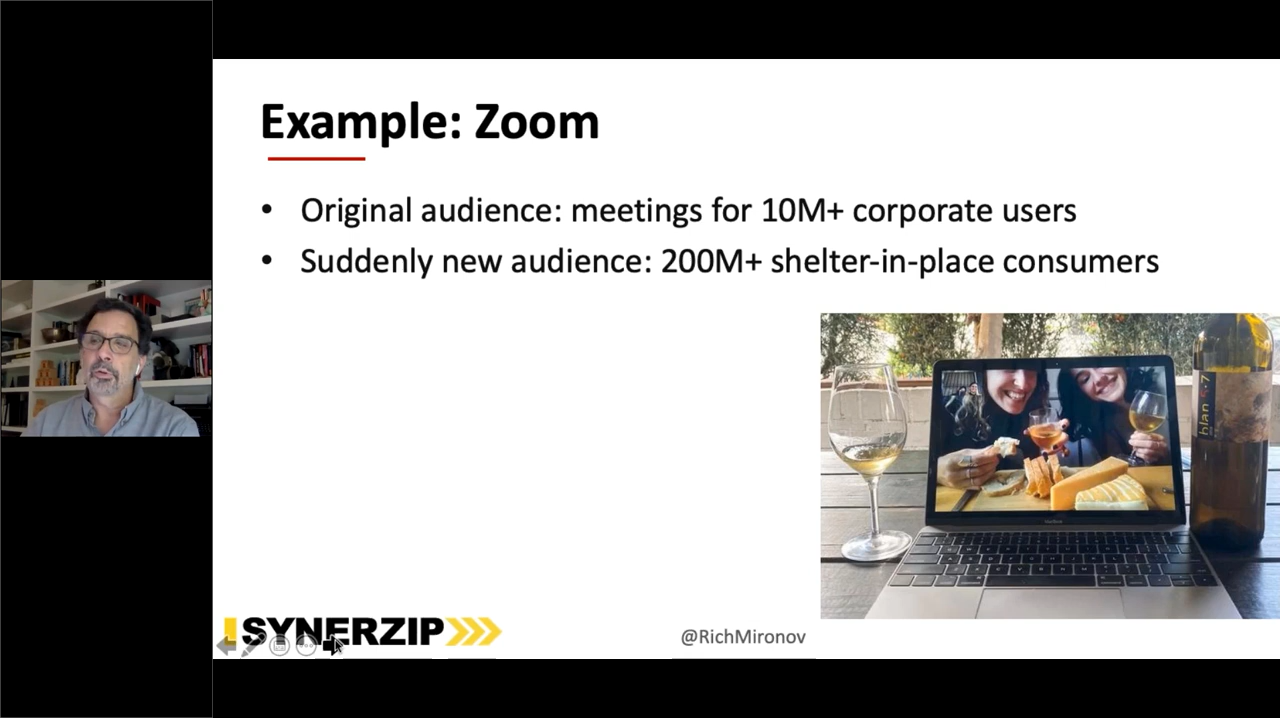 Example: Zoom
• Original audience: meetings for 10M+ corporate users
• Suddenly new audience: 200M+ shelter-in-place consumers
SYNERZIP
@RichMironov